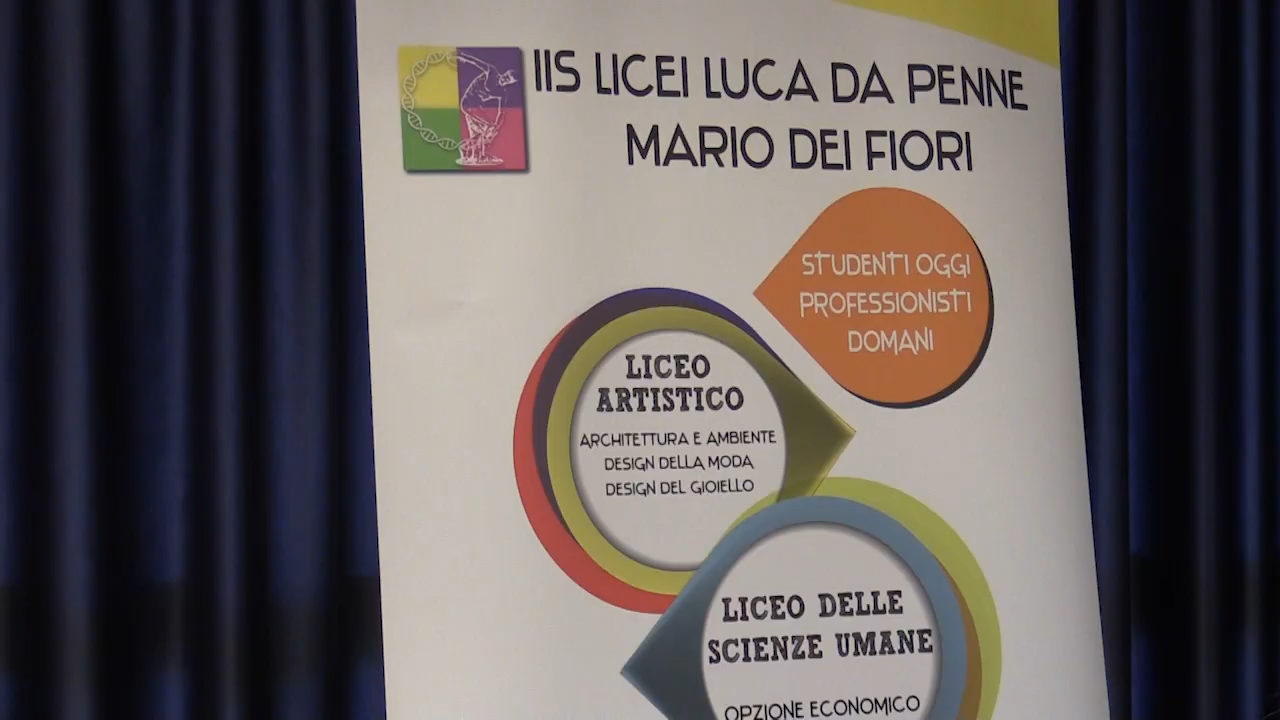 IIS LICEI LUCA DA PENNE
MARIO DEI FIORI
STUDENTI OGGI
PROFESSIONISTI
DOMANI
LICEO
ARTISTICO
ARCHITETTURA E AMBIENTE
DESIGN DELLA MODA
DESIGN DEL GIOIELLO
LICEO DELLE
SCIENZE UMANE
OPZIONE ECONOMICO